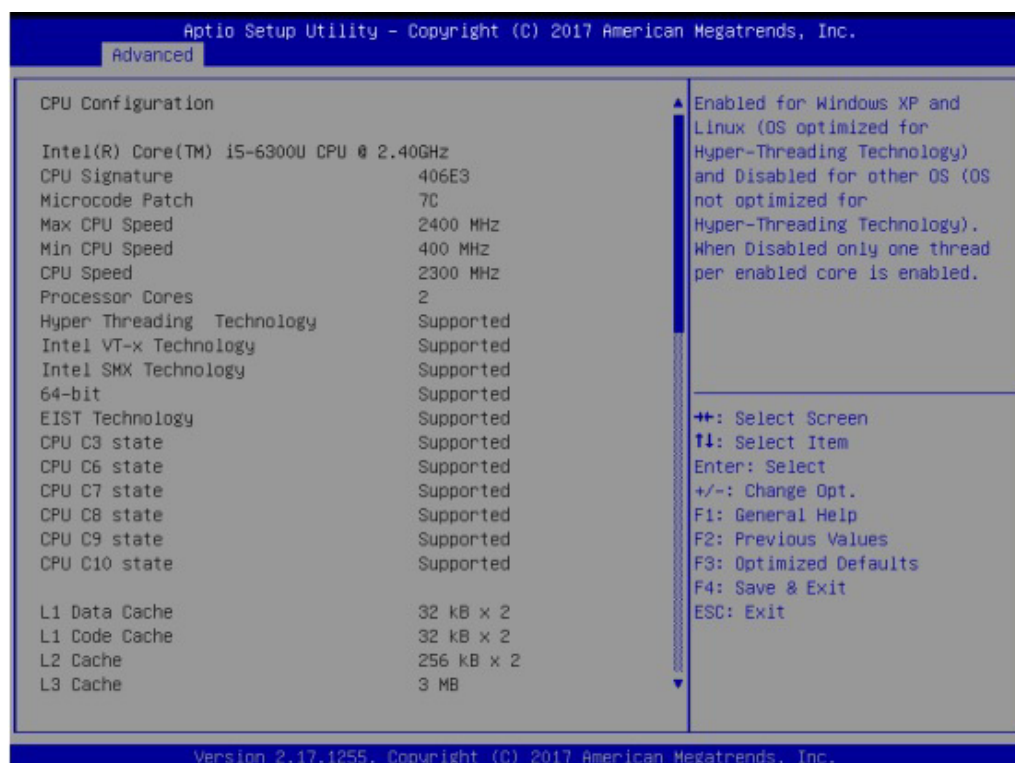 Aptio Setup Utility – Copyright (C) 2017 American Megatrends, Inc.
Advanced
CPU Configuration
Intel(R) Core(TM) i5-6300U CPU @ 2.40GHz
CPU Signature 406E3
Microcode Patch 7C
Max CPU Speed 2400 MHz
Min CPU Speed 400 MHz
CPU Speed 2300 MHz
Processor Cores 2
Hyper Threading Technology Supported
Intel VT-x Technology Supported
Intel SMX Technology Supported
64-bit Supported
EIST Technology Supported
CPU C3 state Supported
CPU C6 state Supported
CPU C7 state Supported
CPU C8 state Supported
CPU C9 state Supported
CPU C10 state Supported
L1 Data Cache 32 kB x 2
L1 Code Cache 32 kB x 2
L2 Cache 256 kB x 2
L3 Cache 3 MB
Enabled for Windows XP and
Linux (OS optimized for
Hyper-Threading Technology)
and Disabled for other OS (OS
not optimized for
Hyper-Threading Technology).
When Disabled only one thread
per enabled core is enabled.
→←: Select Screen
↑↓: Select Item
Enter: Select
+/-: Change Opt.
F1: General Help
F2: Previous Values
F3: Optimized Defaults
F4: Save & Exit
ESC: Exit
Version 2.17.1255. Copyright (C) 2017 American Megatrends, Inc.